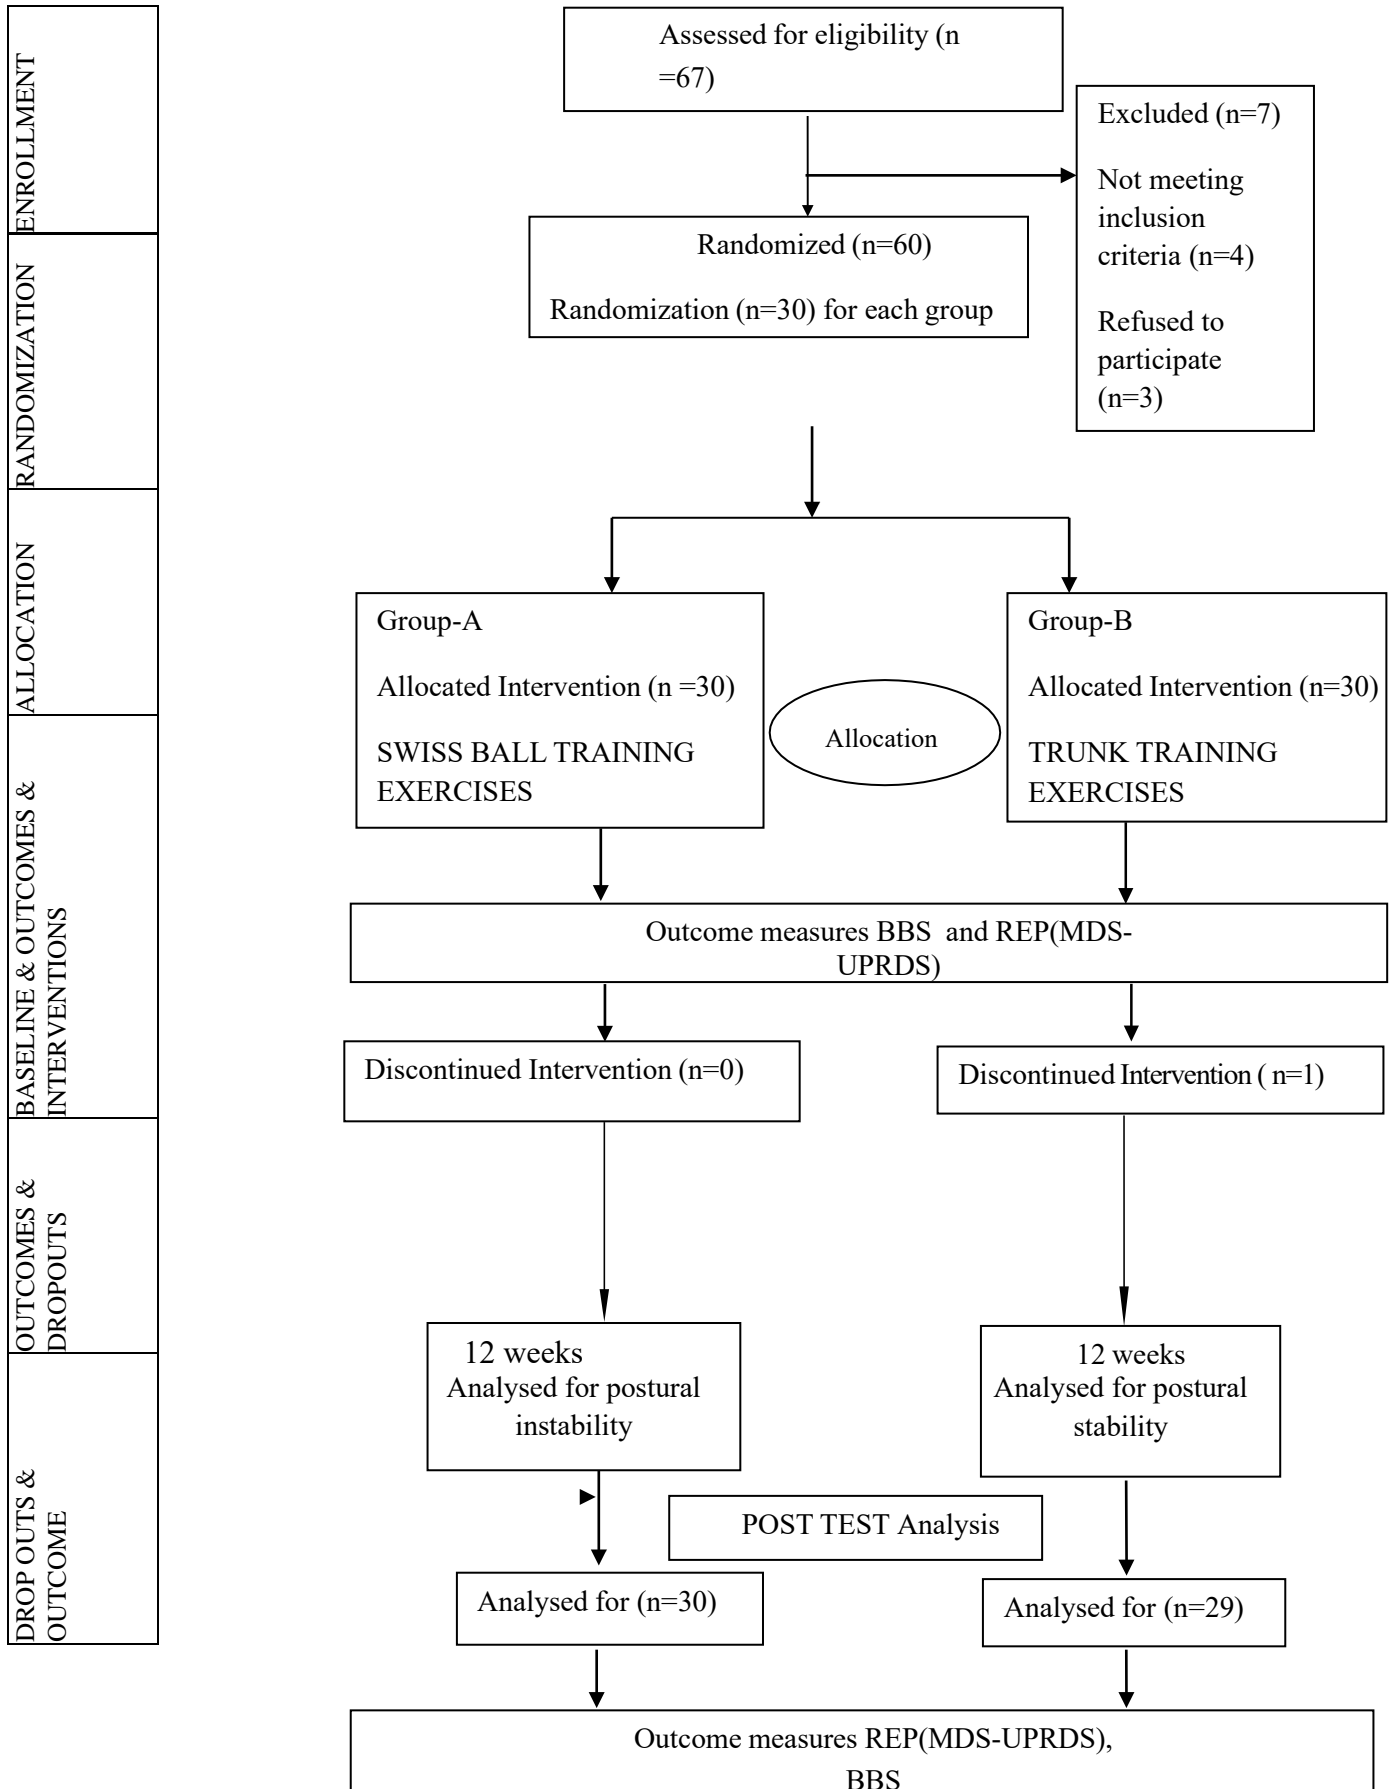 ENROLLMENT
Assessed for eligibility (n
=67)
Excluded (n=7)
Not meeting
inclusion
criteria (n=4)
Refused to
participate
(n=3)
RANDOMIZATION
Randomized (n=60)
Randomization (n=30) for each group
ALLOCATION
Group-A
Allocated Intervention (n =30)
SWISS BALL TRAINING
EXERCISES
Allocation
Group-B
Allocated Intervention (n=30)
TRUNK TRAINING
EXERCISES
BASELINE & OUTCOMES &
INTERVENTIONS
Outcome measures BBS  and REP(MDS-
UPRDS)
Discontinued Intervention (n=0)
Discontinued Intervention ( n=1)
OUTCOMES &
DROPOUTS
12 weeks
Analysed for postural
instability
12 weeks
Analysed for postural
stability
DROP OUTS &
OUTCOME
POST TEST Analysis
Analysed for (n=30)
Analysed for (n=29)
Outcome measures REP(MDS-UPRDS),
BBS